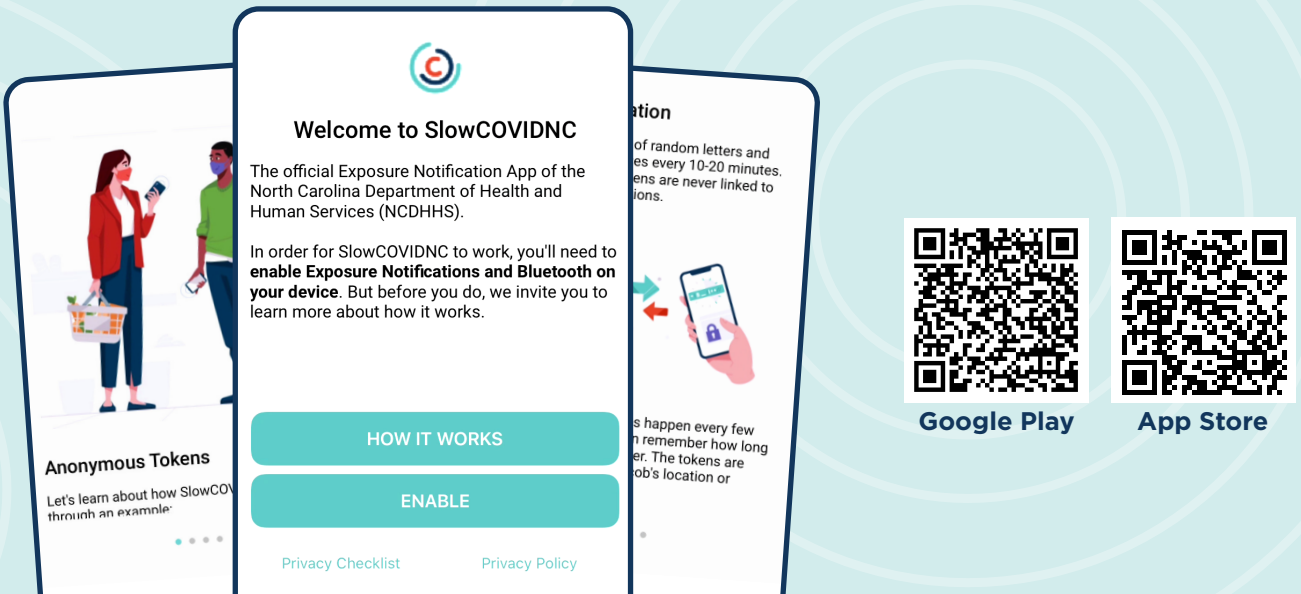 C
Welcome to SlowCOVIDNC
The official Exposure Notification App of the
North Carolina Department of Health and
Human Services (NCDHHS).
In order for SlowCOVIDNC to work, you'll need to
enable Exposure Notifications and Bluetooth on
your device. But before you do, we invite you to
learn more about how it works.
HOW IT WORKS
ENABLE
Privacy Checklist
Privacy Policy
Anonymous Tokens
Let's learn about how SlowCOV
through an example:
ation
of random letters and
es every 10-20 minutes.
ens are never linked to
ions.
s happen every few
n remember how long
er. The tokens are
ob's location or
Google Play
App Store